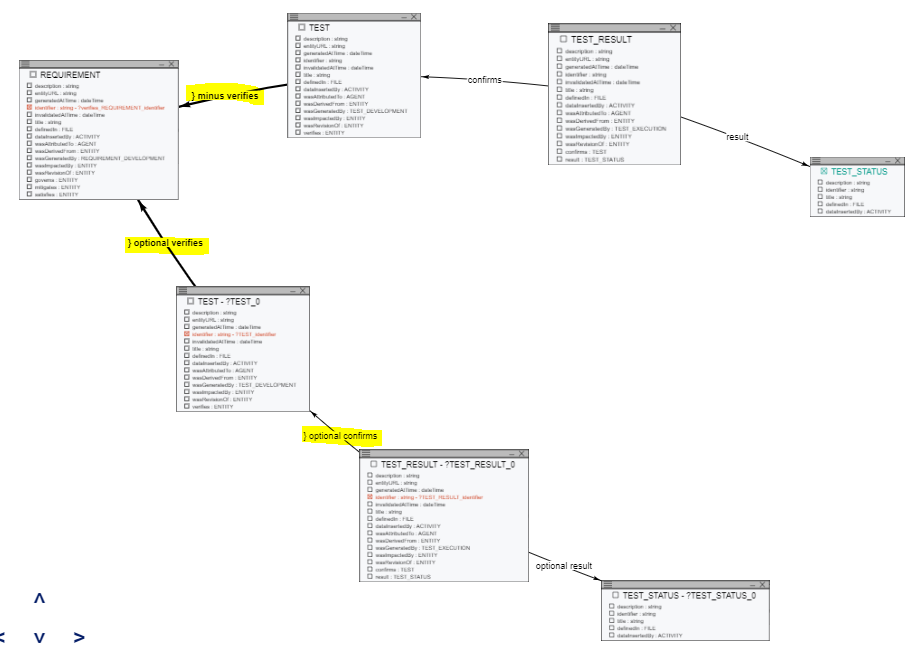 TEST
description : string
entityURL : string
generatedAtTime : dateTime
identifier : string
invalidatedAtTime : dateTime
title : string
definedIn : FILE
dataInsertedBy : ACTIVITY
wasAttributedTo : AGENT
wasDerivedFrom : ENTITY
wasGeneratedBy : TEST_DEVELOPMENT
wasImpactedBy : ENTITY
wasRevisionOf : ENTITY
verifies : ENTITY
TEST_RESULT
description : string
entityURL : string
generatedAtTime : dateTime
identifier : string
invalidatedAtTime : dateTime
title : string
definedIn : FILE
dataInsertedBy : ACTIVITY
wasAttributedTo : AGENT
wasDerivedFrom : ENTITY
wasGeneratedBy : TEST_EXECUTION
wasImpactedBy : ENTITY
wasRevisionOf : ENTITY
confirms : TEST
result : TEST_STATUS
REQUIREMENT
description : string
entityURL : string
generatedAtTime : dateTime
identifier : string - ?verifies_REQUIREMENT_identifier
invalidatedAtTime : dateTime
title : string
definedIn : FILE
dataInsertedBy : ACTIVITY
wasAttributedTo : AGENT
wasDerivedFrom : ENTITY
wasGeneratedBy : REQUIREMENT_DEVELOPMENT
wasImpactedBy : ENTITY
wasRevisionOf : ENTITY
governs : ENTITY
mitigates : ENTITY
satisfies : ENTITY
} minus verifies
confirms
result
TEST_STATUS
description : string
identifier : string
title : string
definedIn : FILE
dataInsertedBy : ACTIVITY
} optional verifies
TEST - ?TEST_0
description : string
entityURL : string
generatedAtTime : dateTime
identifier : string - ?TEST_identifier
invalidatedAtTime : dateTime
title : string
definedIn : FILE
dataInsertedBy : ACTIVITY
wasAttributedTo : AGENT
wasDerivedFrom : ENTITY
wasGeneratedBy : TEST_DEVELOPMENT
wasImpactedBy : ENTITY
wasRevisionOf : ENTITY
verifies : ENTITY
} optional confirms
TEST_RESULT - ?TEST_RESULT_0
description : string
entityURL : string
generatedAtTime : dateTime
identifier : string - ?TEST_RESULT_identifier
invalidatedAtTime : dateTime
title : string
definedIn : FILE
dataInsertedBy : ACTIVITY
wasAttributedTo : AGENT
wasDerivedFrom : ENTITY
wasGeneratedBy : TEST_EXECUTION
wasImpactedBy : ENTITY
wasRevisionOf : ENTITY
confirms : TEST
result : TEST_STATUS
optional result
TEST_STATUS - ?TEST_STATUS_0
description : string
identifier : string
title : string
definedIn : FILE
dataInsertedBy : ACTIVITY